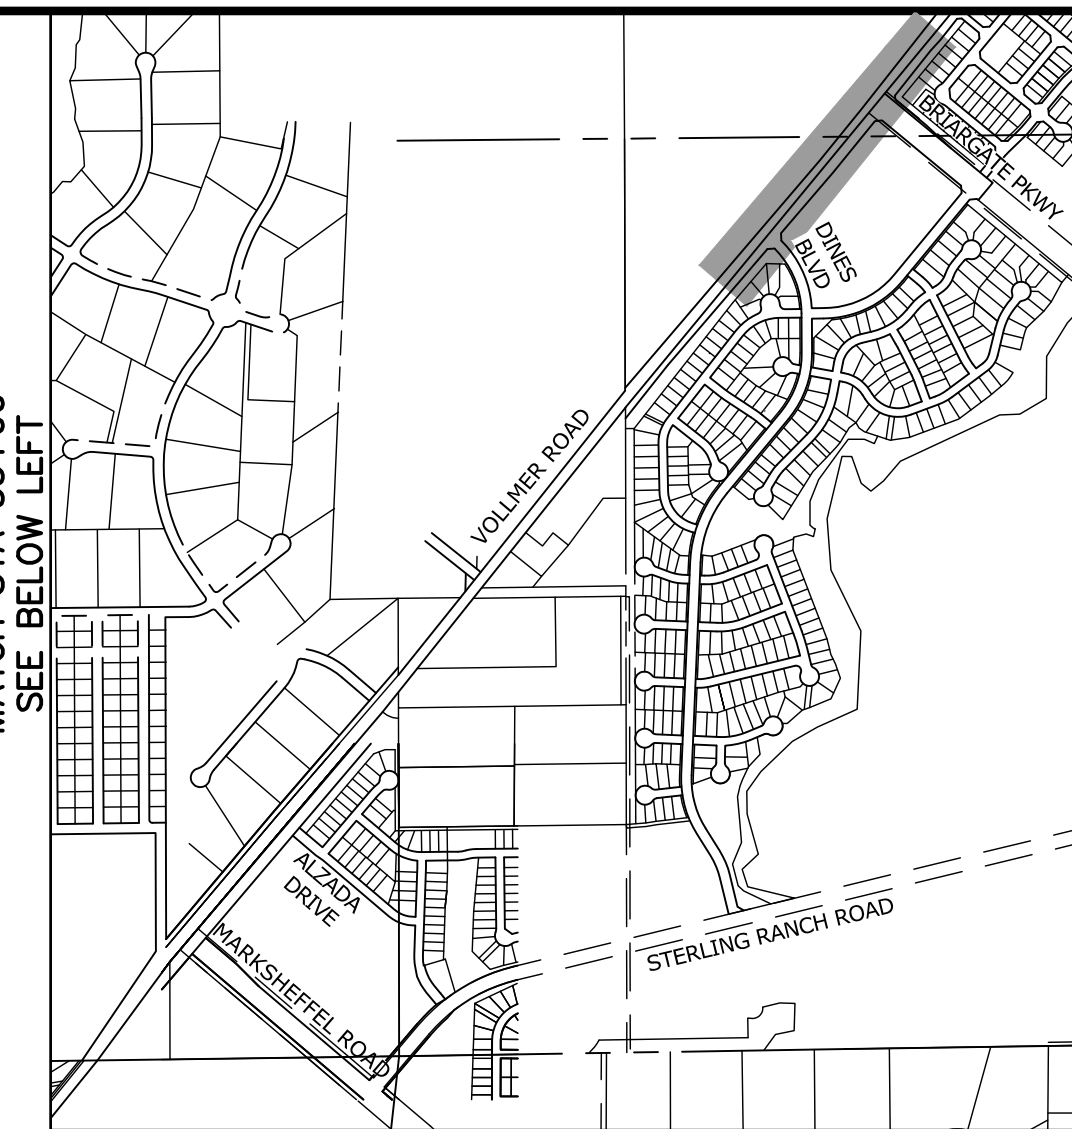 SEE BELOW LEFT
BRIARGATE PKWY
DINES
BLVD
VOLLMER ROAD
ALZADA
DRIVE
MARKSHEFFEL ROAD
STERLING RANCH ROAD